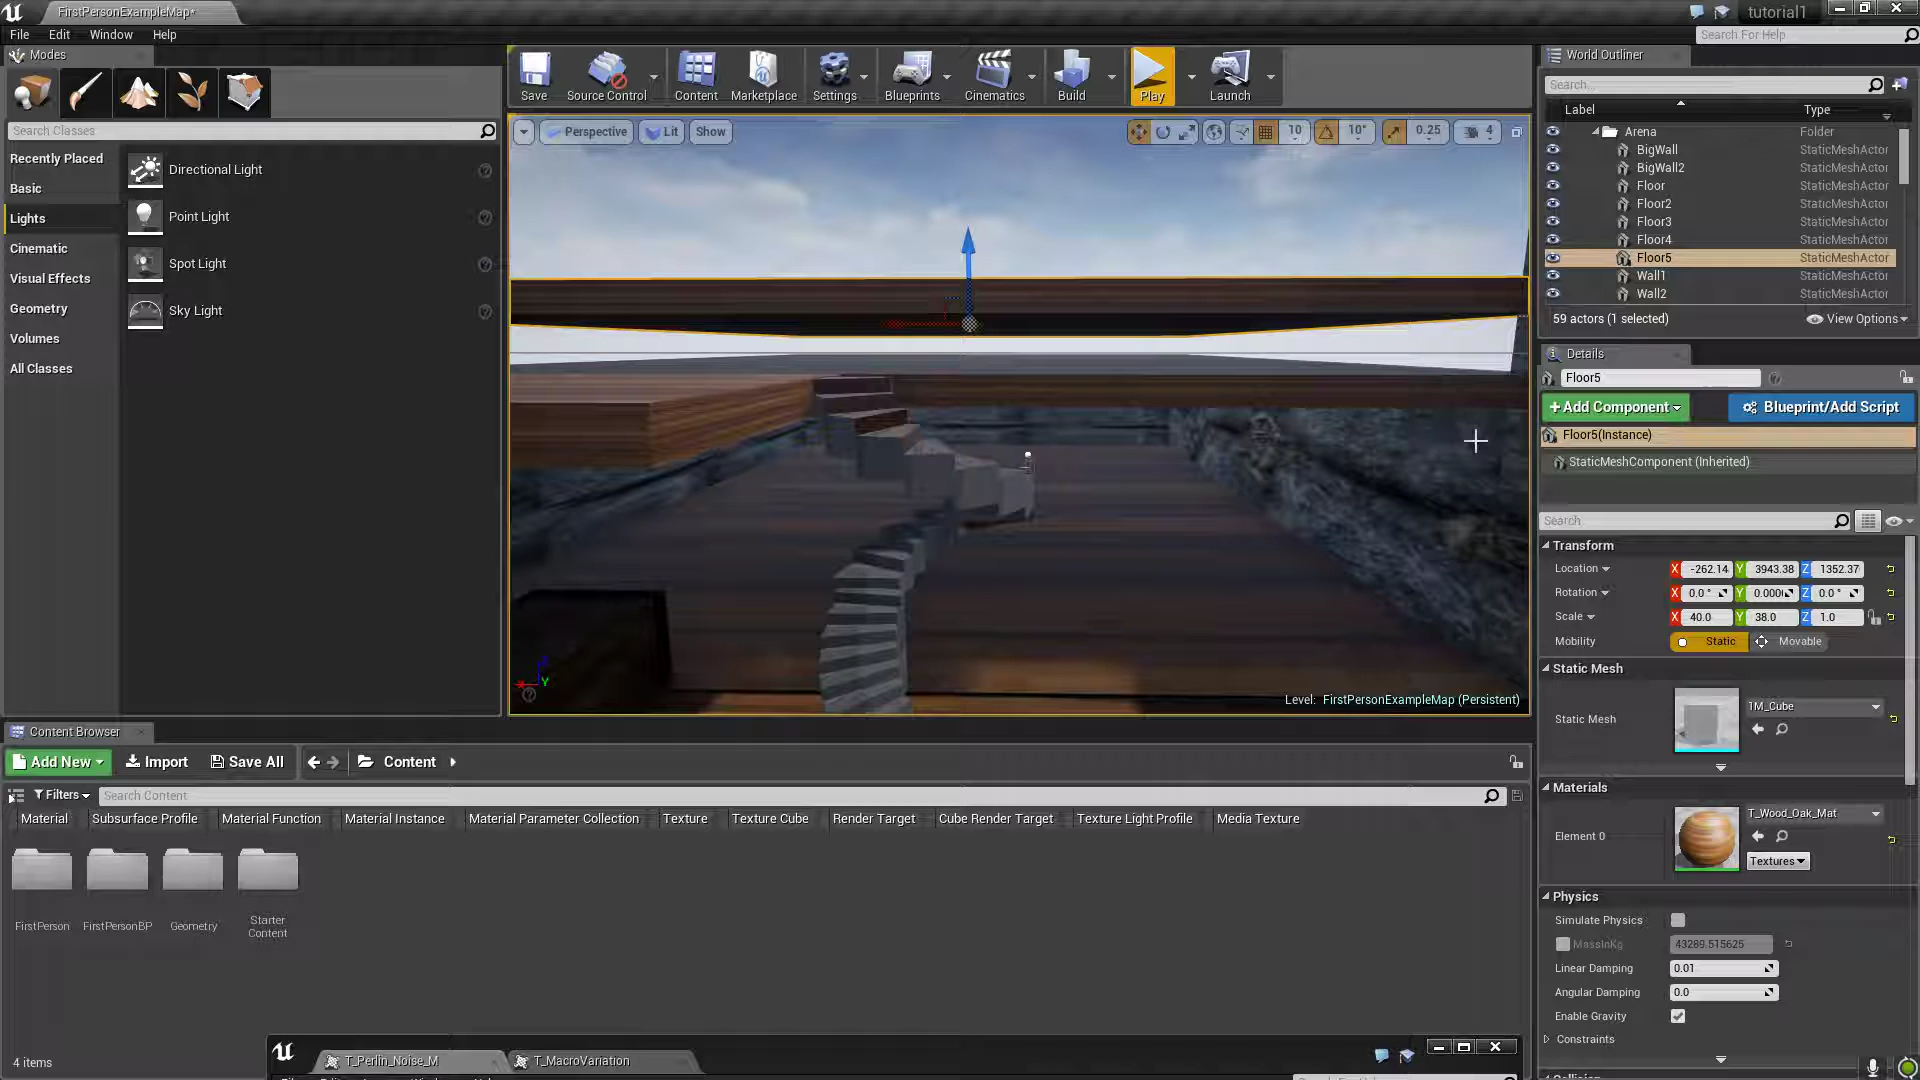 FirstPersonExampleMap*
tutorial1
File Edit Window Help
Search For Help
Modes
Save
Source Control
Content
Marketplace
Settings
Blueprints
Cinematics
Build
Play
Launch
World Outliner
Search...
Label Type
Arena Folder
BigWall StaticMeshActor
BigWall2 StaticMeshActor
Floor StaticMeshActor
Floor2 StaticMeshActor
Floor3 StaticMeshActor
Floor4 StaticMeshActor
Floor5 StaticMeshActor
Wall1 StaticMeshActor
Wall2 StaticMeshActor
59 actors (1 selected)
View Options
Search Classes
Recently Placed
Basic
Lights
Cinematic
Visual Effects
Geometry
Volumes
All Classes
Directional Light
Point Light
Spot Light
Sky Light
Perspective Lit Show
10 10° 0.25 4
Level: FirstPersonExampleMap (Persistent)
Details
Floor5
+Add Component
Blueprint/Add Script
Floor5(Instance)
StaticMeshComponent (Inherited)
Search
Transform
Location X -262.14 Y 3943.38 Z 1352.37
Rotation X 0.0 ° Y 0.000 Z 0.0 °
Scale X 40.0 Y 38.0 Z 1.0
Mobility Static Movable
Static Mesh
Static Mesh
1M_Cube
Materials
Element 0
T_Wood_Oak_Mat
Textures
Physics
Simulate Physics
MassInKg 43289.515625
Linear Damping 0.01
Angular Damping 0.0
Enable Gravity
Constraints
Content Browser
Add New
Import
Save All
Content
Filters
Search Content
Material
Subsurface Profile
Material Function
Material Instance
Material Parameter Collection
Texture
Texture Cube
Render Target
Cube Render Target
Texture Light Profile
Media Texture
FirstPerson
FirstPersonBP
Geometry
Starter
Content
4 items
T_Perlin_Noise_M
T_MacroVariation